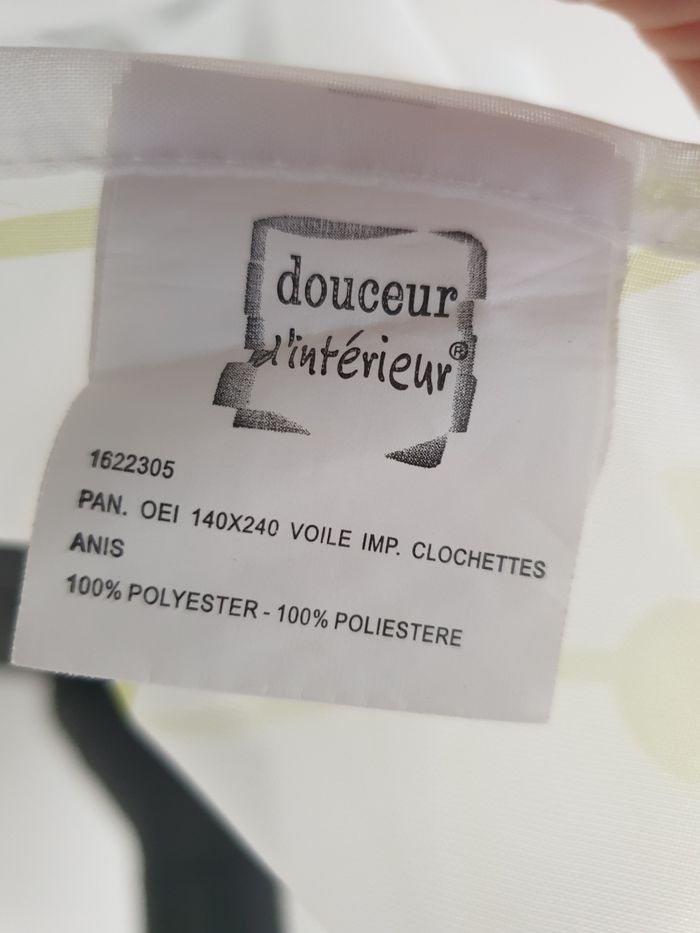 douceur
d'intérieur®
1622305
PAN. OEI 140X240 VOILE IMP. CLOCHETTES
ANIS
100% POLYESTER - 100% POLIESTERE